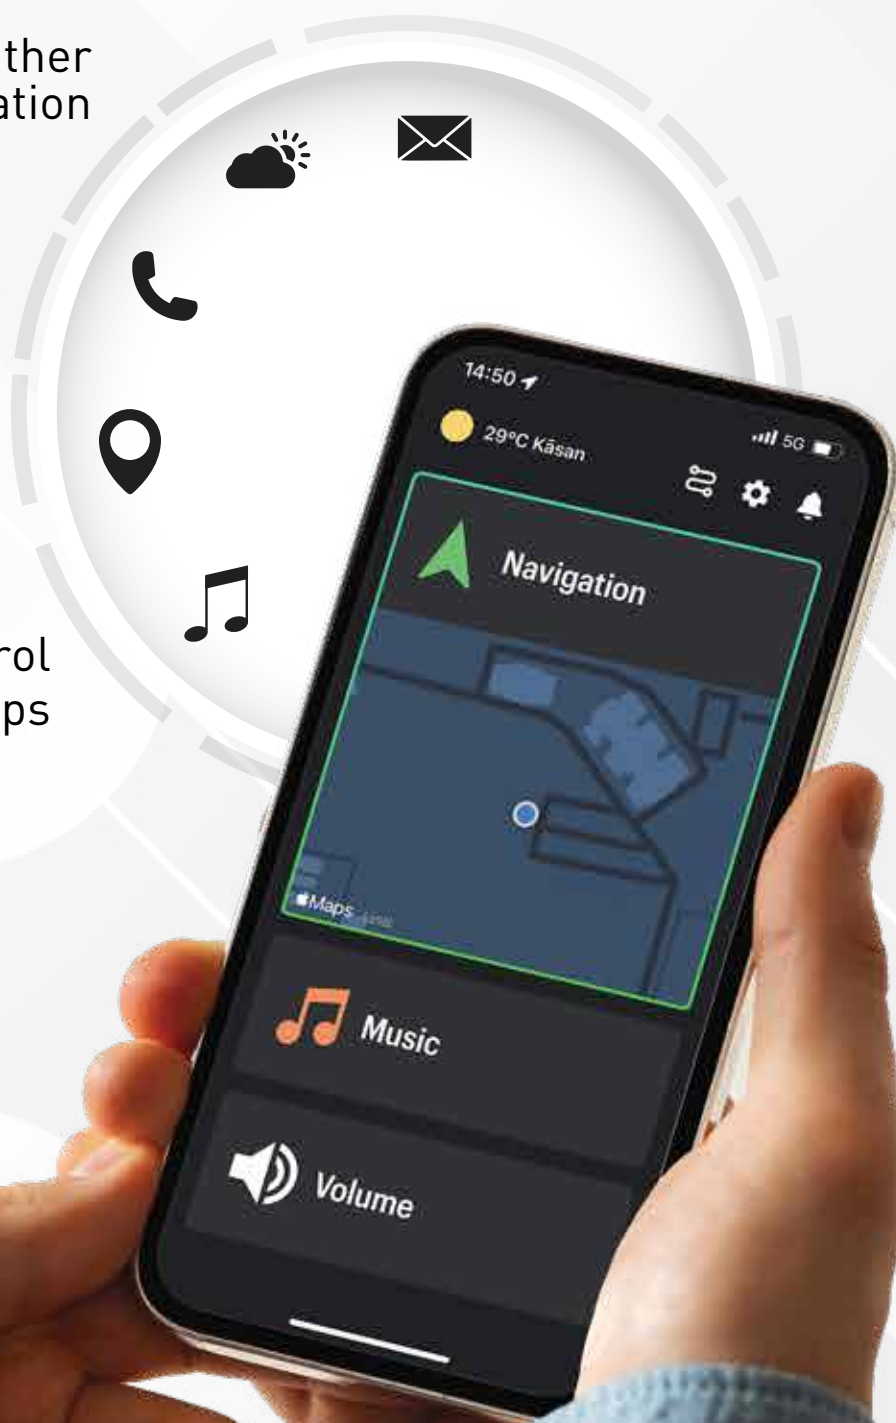 ther
ation
14:50
5G
29°C Kāsan
Navigation
rol
ps
Maps
Music
Volume